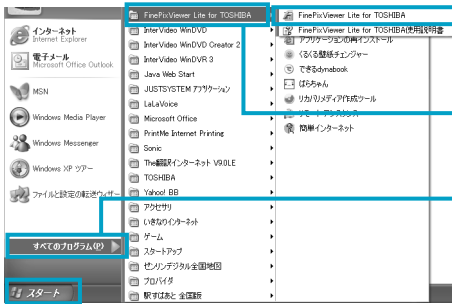 インターネット
Internet Explorer
電子メール
Microsoft Office Outlook
MSN
Windows Media Player
Windows Messenger
Windows XP ツアー
ファイルと設定の転送ウィザー
すべてのプログラム(P)
スタート
FinePixViewer Lite for TOSHIBA
InterVideo WinDVD
InterVideo WinDVD Creator 2
InterVideo WinDVR 3
Java Web Start
JUSTSYSTEM アプリケーション
LaLaVoice
Microsoft Office
PrintMe Internet Printing
Sonic
The翻訳インターネット V9.0LE
TOSHIBA
Yahoo! BB
アクセサリ
いきなりインターネット
ゲーム
スタートアップ
ゼンリンデジタル全国地図
プロバイダ
駅すぱあと 全国版
FinePixViewer Lite for TOSHIBA
FinePixViewer Lite for TOSHIBA使用説明書
アプリケーションの再インストール
くるくる壁紙チェンジャー
できるdynabook
ぱらちゃん
リカバリメディア作成ツール
リモートアシスタンス
簡単インターネット